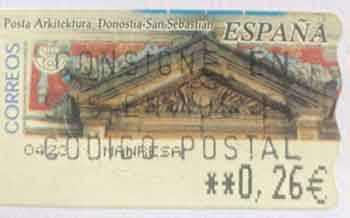 Posta Arkitektura, Donostia-San Sebastián
ESPAÑA
CORREOS
CONSIGNE EN
CODIGO POSTAL
MANRESA
**0,26€